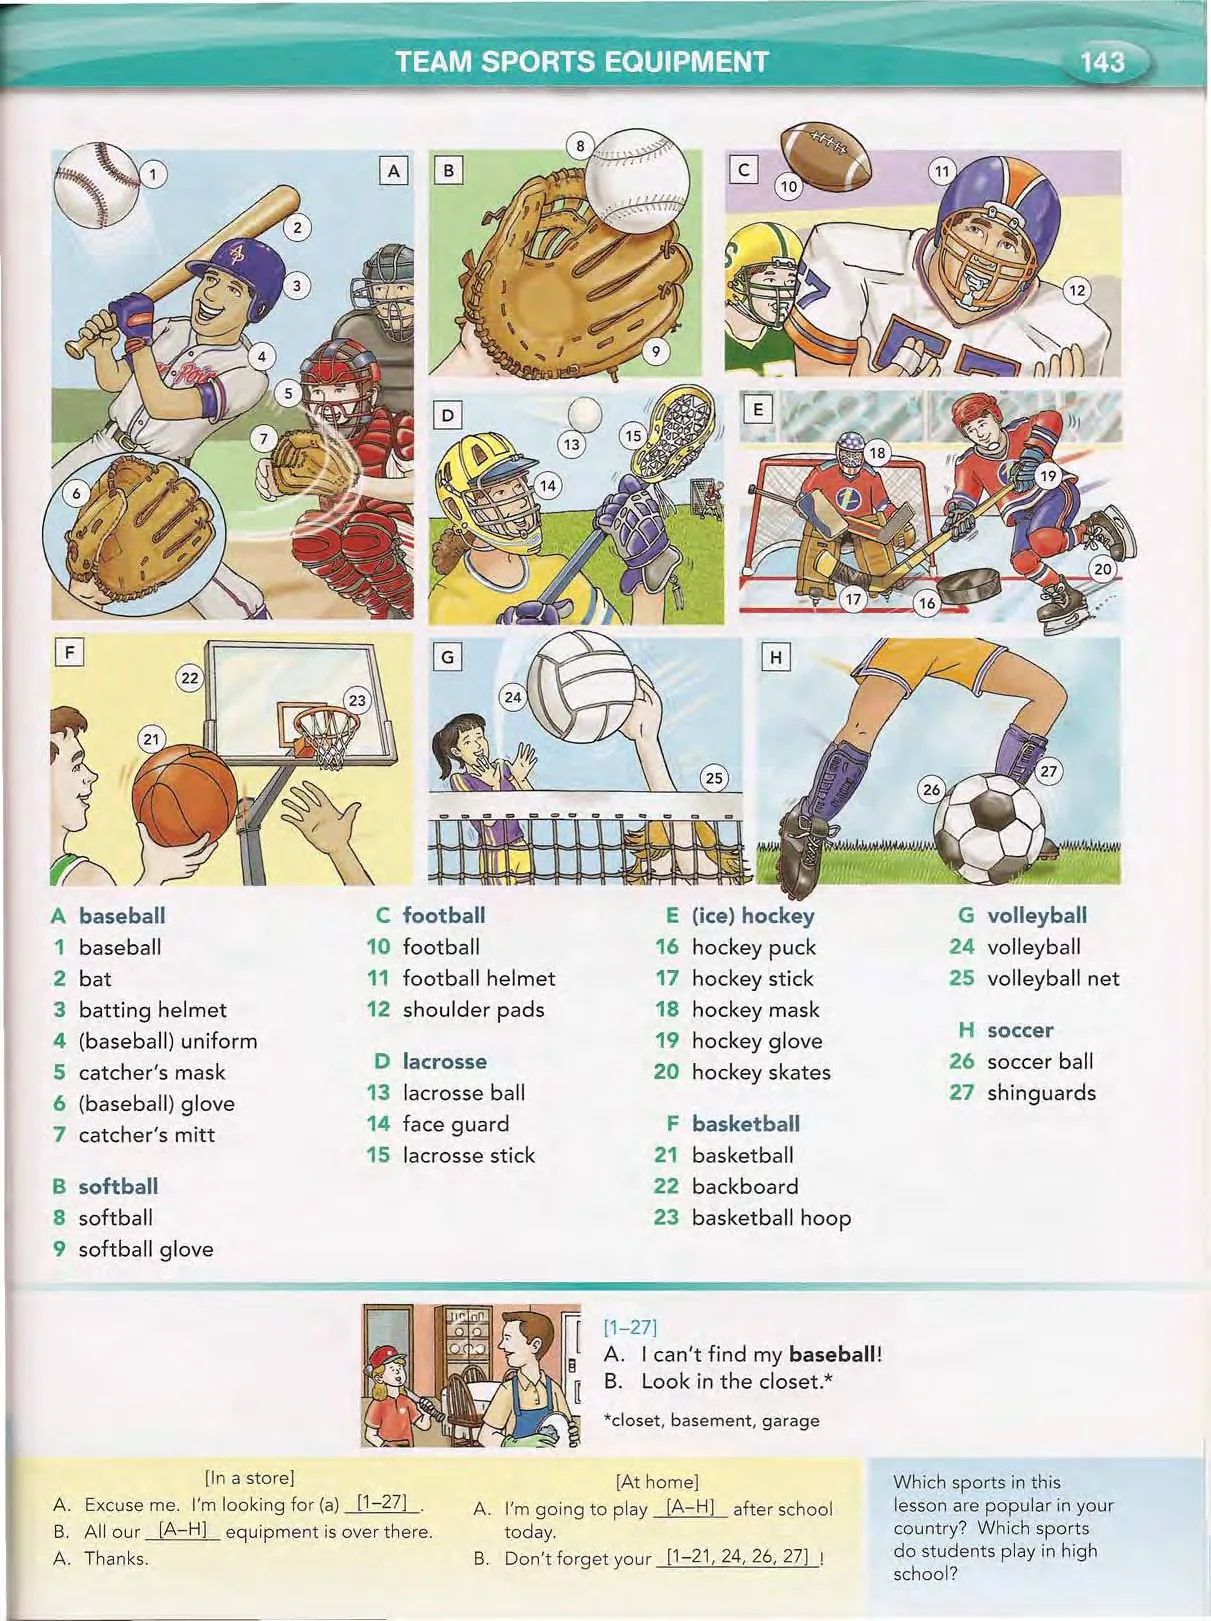 TEAM SPORTS EQUIPMENT
143
A
1
2
3
4
5
6
7
B
8
9
C
10
11
12
D
13
14
15
E
16
17
18
19
20
F
21
22
23
G
24
25
H
26
27
A baseball
1 baseball
2 bat
3 batting helmet
4 (baseball) uniform
5 catcher's mask
6 (baseball) glove
7 catcher's mitt
B softball
8 softball
9 softball glove
C football
10 football
11 football helmet
12 shoulder pads
D lacrosse
13 lacrosse ball
14 face guard
15 lacrosse stick
E (ice) hockey
16 hockey puck
17 hockey stick
18 hockey mask
19 hockey glove
20 hockey skates
F basketball
21 basketball
22 backboard
23 basketball hoop
G volleyball
24 volleyball
25 volleyball net
H soccer
26 soccer ball
27 shinguards
[1–27]
A. I can't find my baseball!
B. Look in the closet.*
*closet, basement, garage
[In a store]
A. Excuse me. I'm looking for (a) [1–27] .
B. All our [A–H] equipment is over there.
A. Thanks.
[At home]
A. I'm going to play [A–H] after school
today.
B. Don't forget your [1–21, 24, 26, 27] !
Which sports in this
lesson are popular in your
country? Which sports
do students play in high
school?